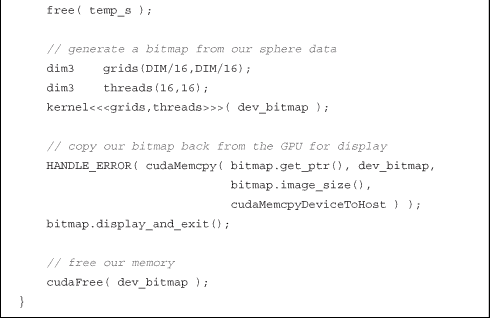 free( temp_s );
// generate a bitmap from our sphere data
dim3    grids(DIM/16,DIM/16);
dim3    threads(16,16);
kernel<<<grids,threads>>>( dev_bitmap );
// copy our bitmap back from the GPU for display
HANDLE_ERROR( cudaMemcpy( bitmap.get_ptr(), dev_bitmap,
bitmap.image_size(),
cudaMemcpyDeviceToHost ) );
bitmap.display_and_exit();
// free our memory
cudaFree( dev_bitmap );
}